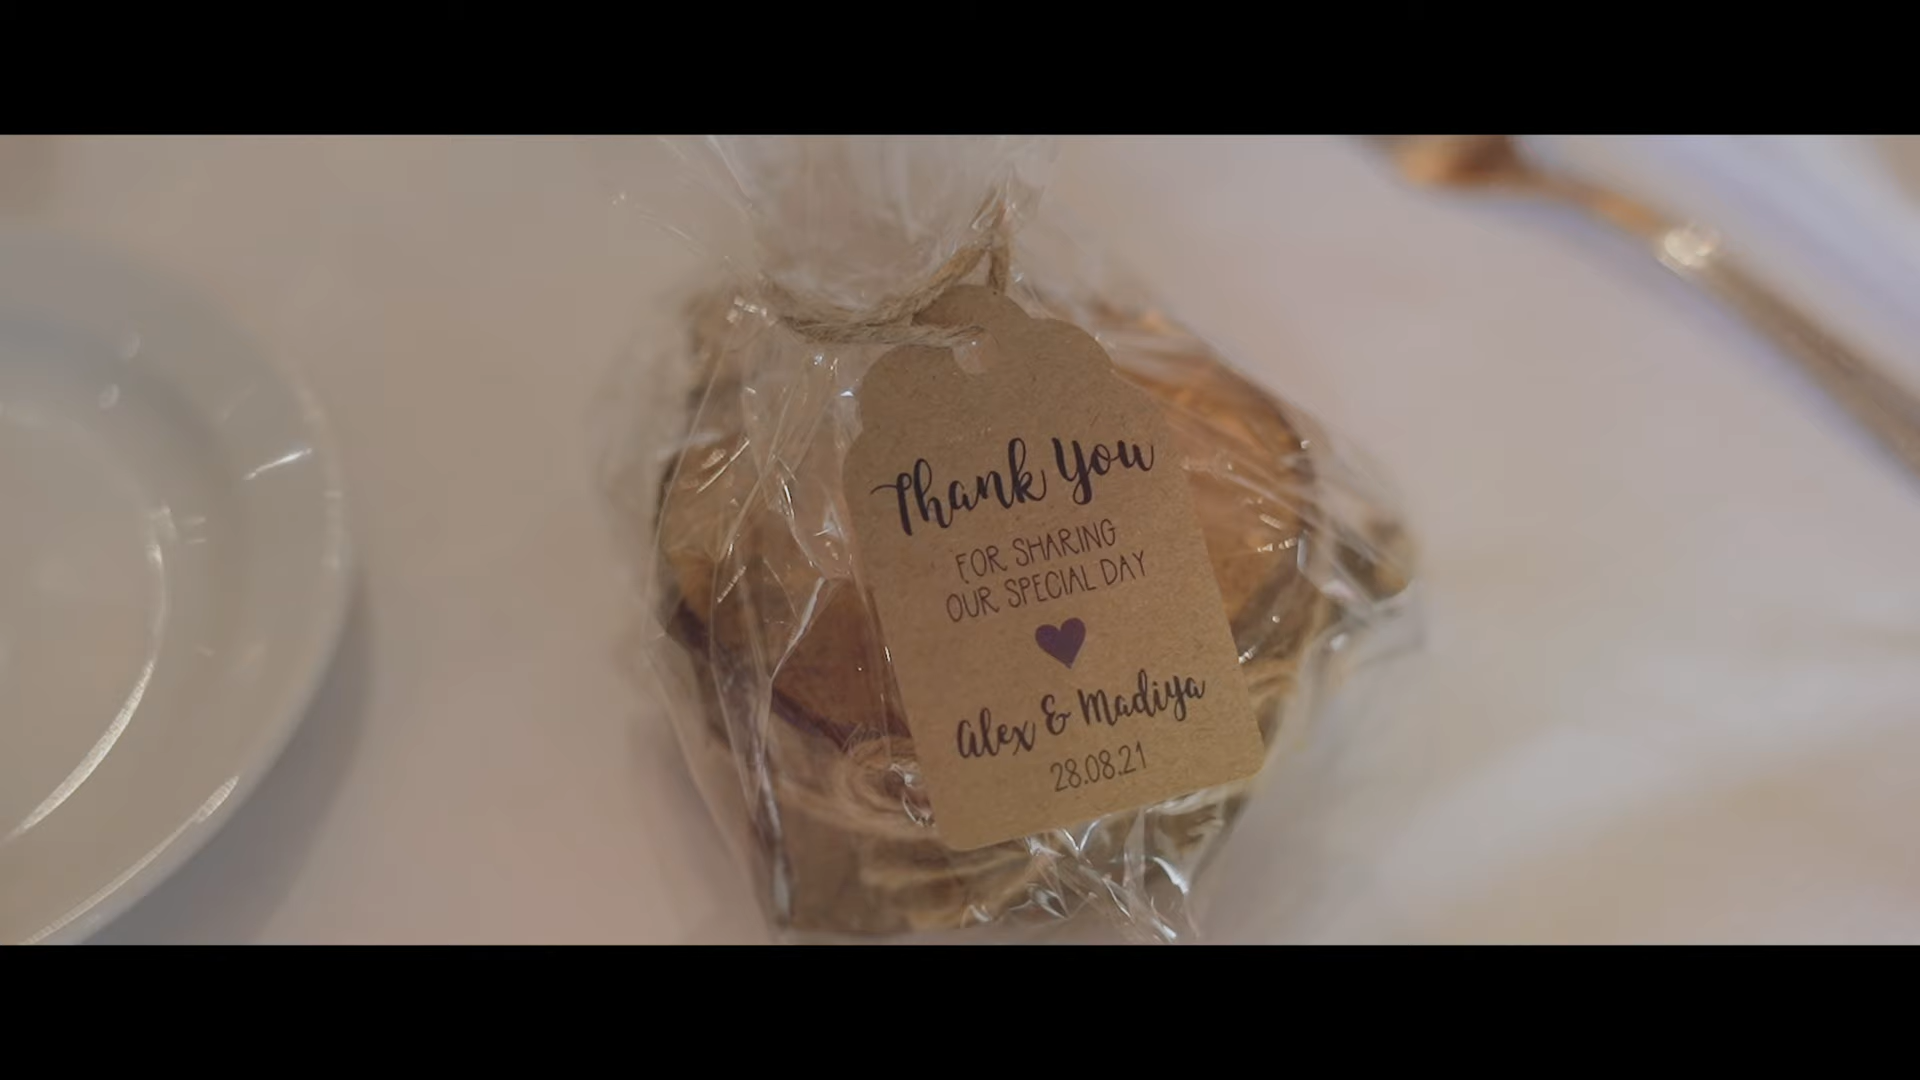 Thank You
FOR SHARING
OUR SPECIAL DAY
Alex & Madiya
28.08.21